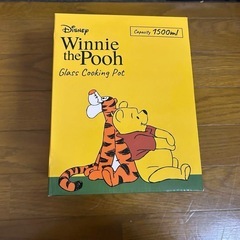 Disney
Capacity 1500ml
Winnie
the Pooh
Glass Cooking Pot